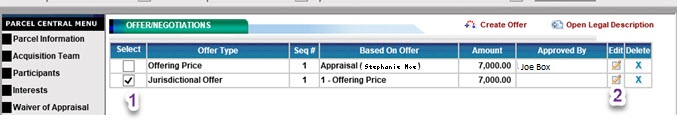 PARCEL CENTRAL MENU
Parcel Information
Acquisition Team
Participants
Interests
Waiver of Appraisal
OFFER/NEGOTIATIONS
Create Offer
Open Legal Description
Select Offer Type Seq # Based On Offer Amount Approved By Edit Delete
Offering Price 1 Appraisal (Stephanie Moe) 7,000.00 Joe Box X
Jurisdictional Offer 1 1 - Offering Price 7,000.00 X
1 2